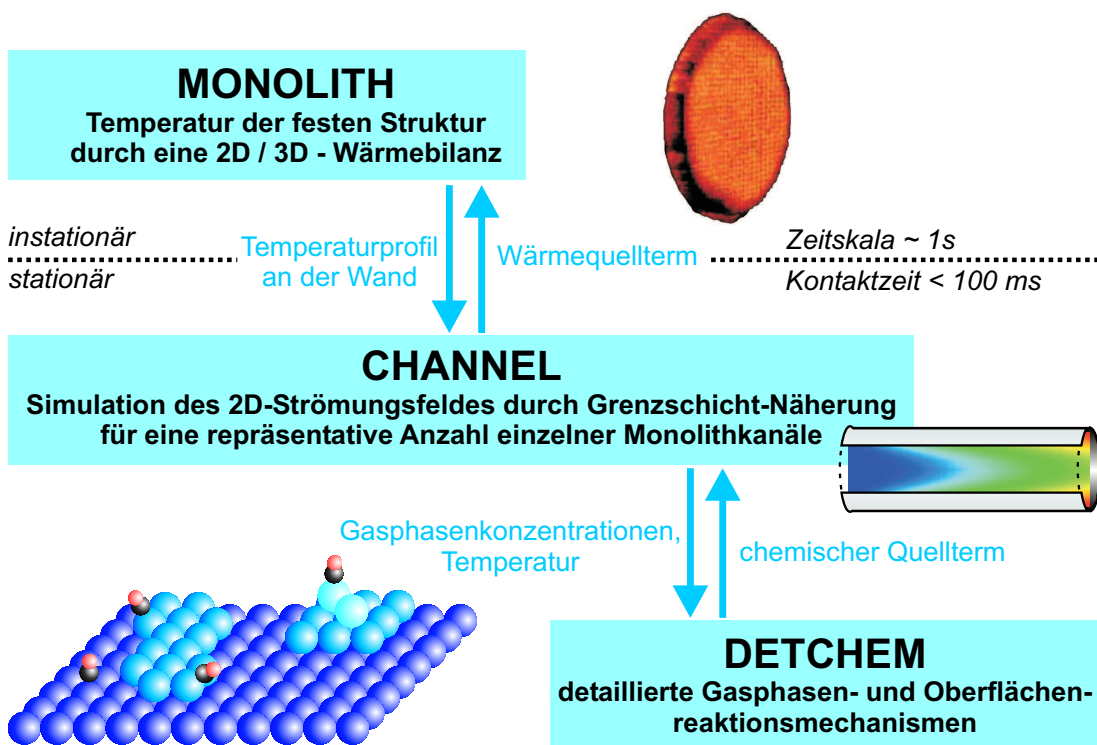 MONOLITH
Temperatur der festen Struktur
durch eine 2D / 3D - Wärmebilanz
instationär
stationär
Temperaturprofil
an der Wand
Wärmequellterm
Zeitskala ~ 1s
Kontaktzeit < 100 ms
CHANNEL
Simulation des 2D-Strömungsfeldes durch Grenzschicht-Näherung
für eine repräsentative Anzahl einzelner Monolithkanäle
Gasphasenkonzentrationen,
Temperatur
chemischer Quellterm
DETCHEM
detaillierte Gasphasen- und Oberflächen-
reaktionsmechanismen